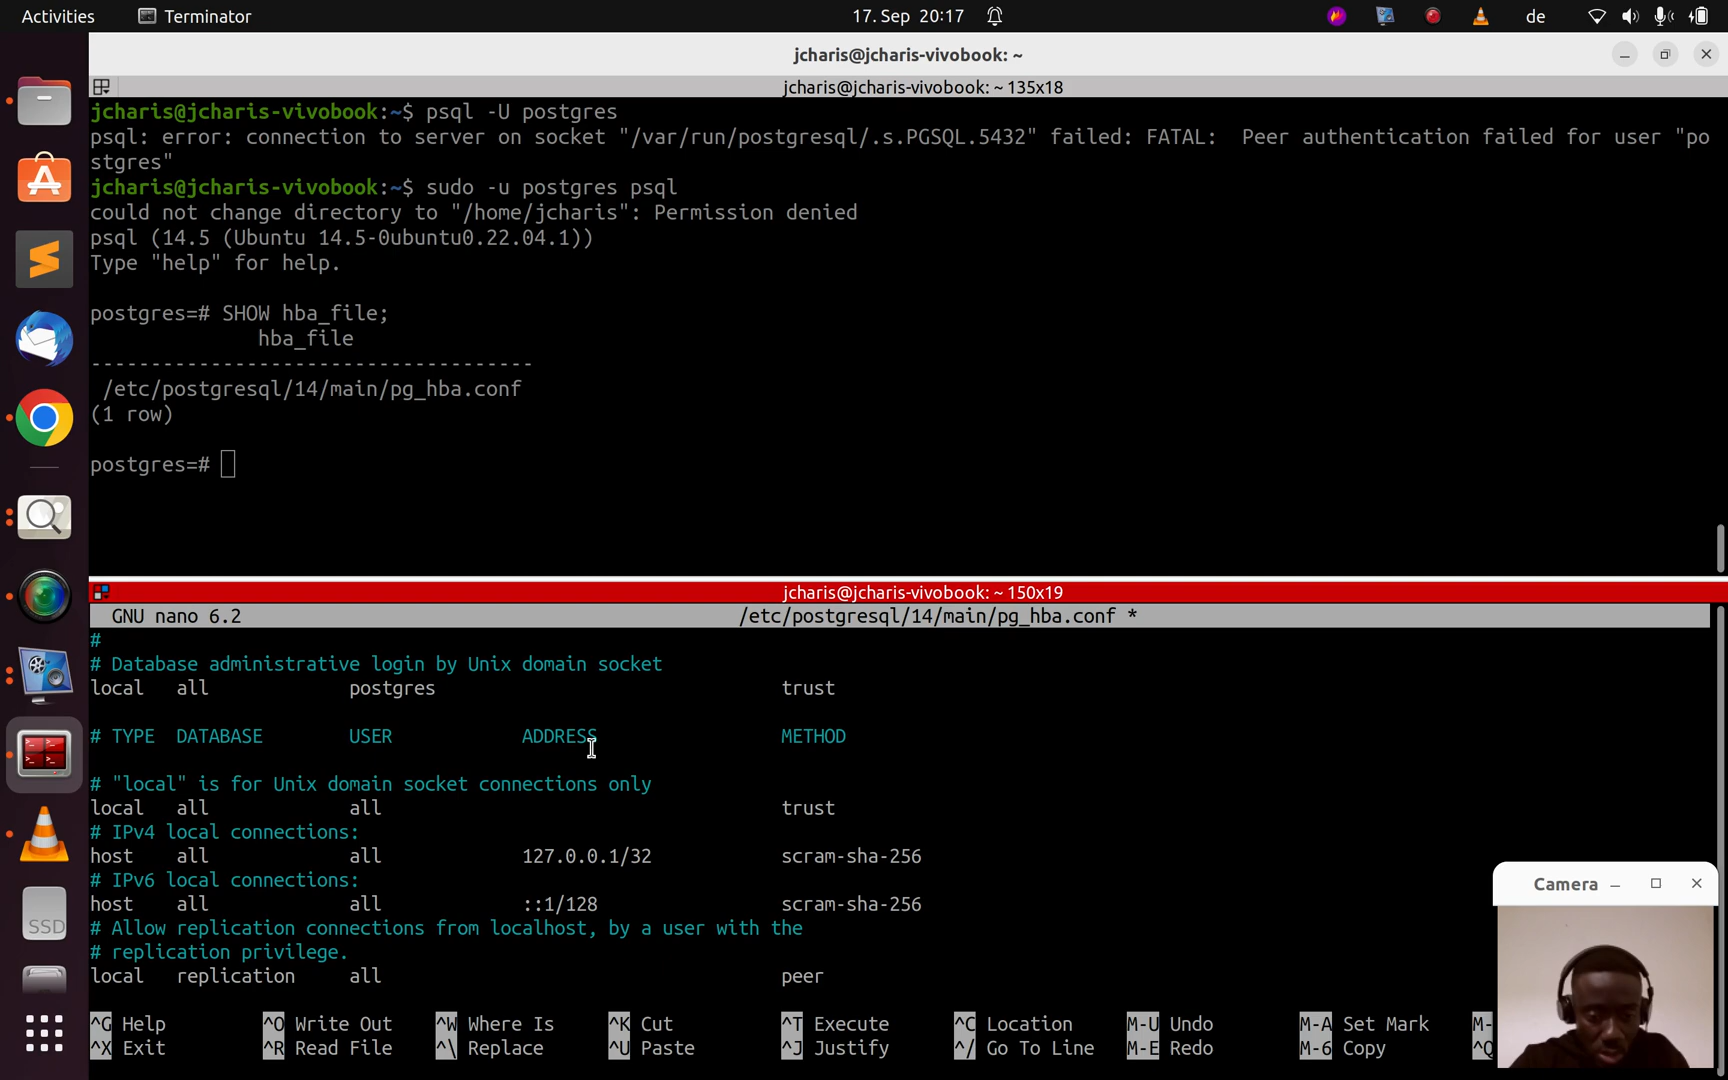 Activities Terminator 17. Sep 20:17 de
jcharis@jcharis-vivobook: ~
jcharis@jcharis-vivobook: ~ 135x18
jcharis@jcharis-vivobook:~$ psql -U postgres
psql: error: connection to server on socket "/var/run/postgresql/.s.PGSQL.5432" failed: FATAL:  Peer authentication failed for user "po
stgres"
jcharis@jcharis-vivobook:~$ sudo -u postgres psql
could not change directory to "/home/jcharis": Permission denied
psql (14.5 (Ubuntu 14.5-0ubuntu0.22.04.1))
Type "help" for help.
postgres=# SHOW hba_file;
hba_file
-------------------------------------
/etc/postgresql/14/main/pg_hba.conf
(1 row)
postgres=#
jcharis@jcharis-vivobook: ~ 150x19
GNU nano 6.2 /etc/postgresql/14/main/pg_hba.conf *
#
# Database administrative login by Unix domain socket
local all postgres trust
# TYPE DATABASE USER ADDRESS METHOD
# "local" is for Unix domain socket connections only
local all all trust
# IPv4 local connections:
host all all 127.0.0.1/32 scram-sha-256
# IPv6 local connections:
host all all ::1/128 scram-sha-256
# Allow replication connections from localhost, by a user with the
# replication privilege.
local replication all peer
^G Help ^O Write Out ^W Where Is ^K Cut ^T Execute ^C Location M-U Undo M-A Set Mark M-
^X Exit ^R Read File ^\ Replace ^U Paste ^J Justify ^/ Go To Line M-E Redo M-6 Copy ^Q
Camera
SSD